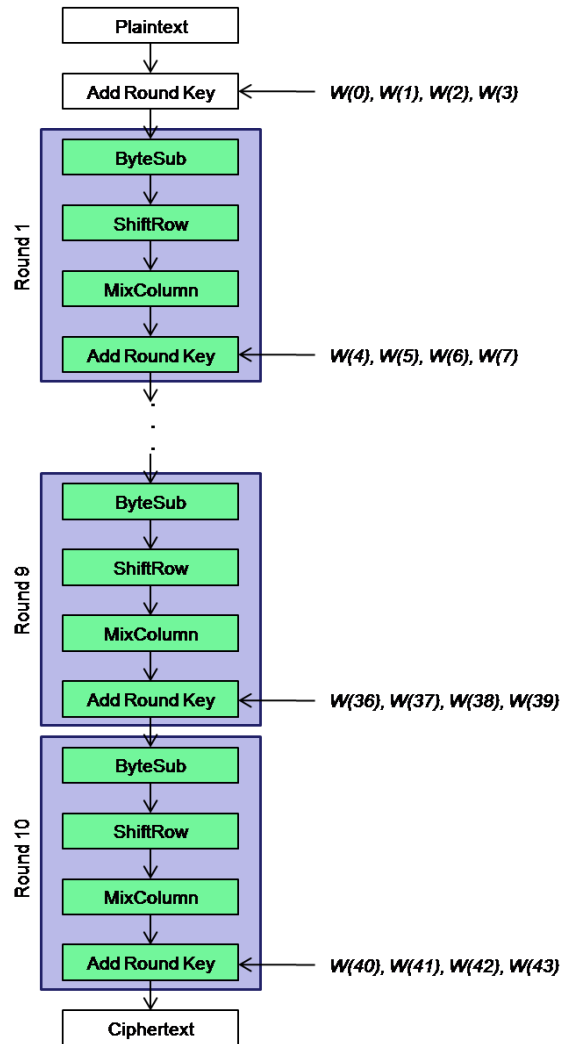 Plaintext
Add Round Key
W(0), W(1), W(2), W(3)
Round 1
ByteSub
ShiftRow
MixColumn
Add Round Key
W(4), W(5), W(6), W(7)
. . .
Round 9
ByteSub
ShiftRow
MixColumn
Add Round Key
W(36), W(37), W(38), W(39)
Round 10
ByteSub
ShiftRow
MixColumn
Add Round Key
W(40), W(41), W(42), W(43)
Ciphertext